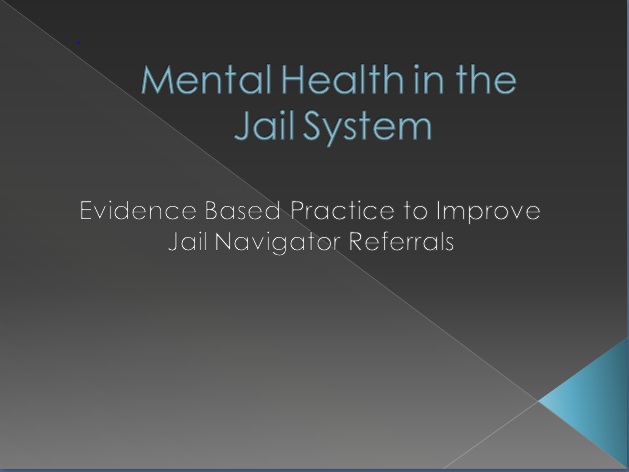 Mental Health in the
Jail System
Evidence Based Practice to Improve
Jail Navigator Referrals